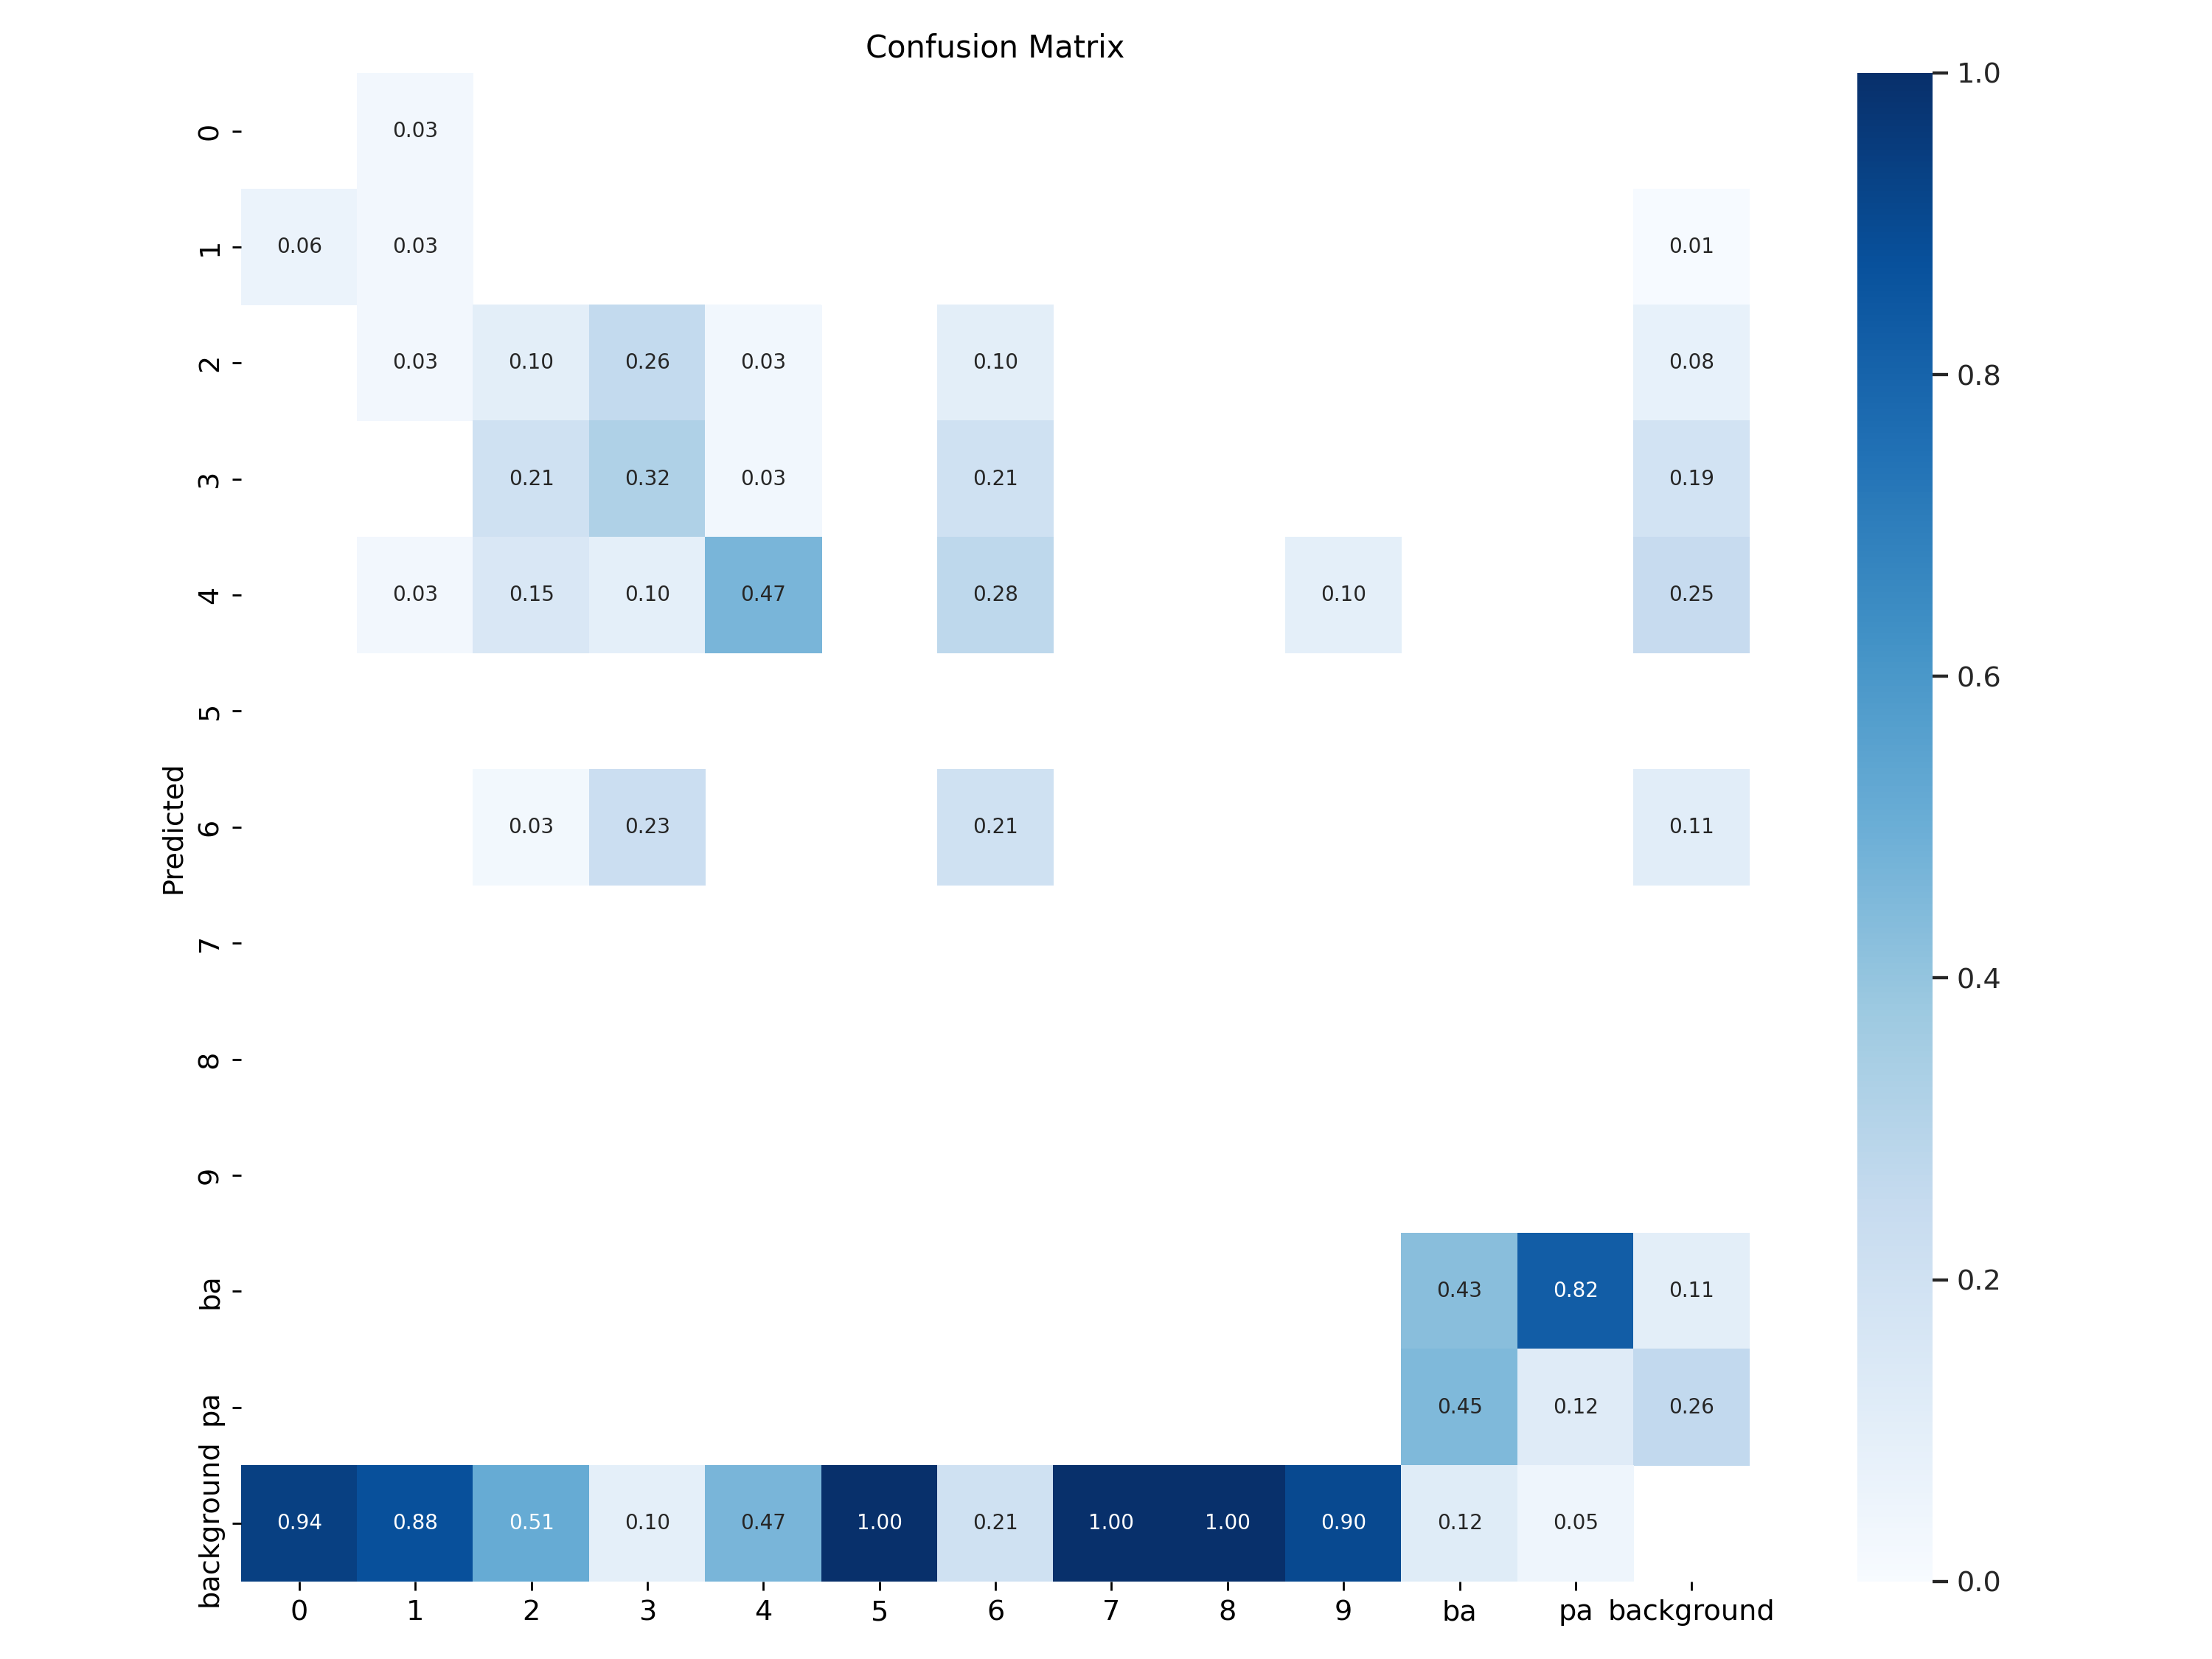 Confusion Matrix
1.0
0 0.03
1 0.06 0.03 0.01
0.8
2 0.03 0.10 0.26 0.03 0.10 0.08
3 0.21 0.32 0.03 0.21 0.19
0.6
4 0.03 0.15 0.10 0.47 0.28 0.10 0.25
5
Predicted
6 0.03 0.23 0.21 0.11
7
0.4
8
9
0.2
ba 0.43 0.82 0.11
pa 0.45 0.12 0.26
background 0.94 0.88 0.51 0.10 0.47 1.00 0.21 1.00 1.00 0.90 0.12 0.05
0.0
0 1 2 3 4 5 6 7 8 9 ba pa background